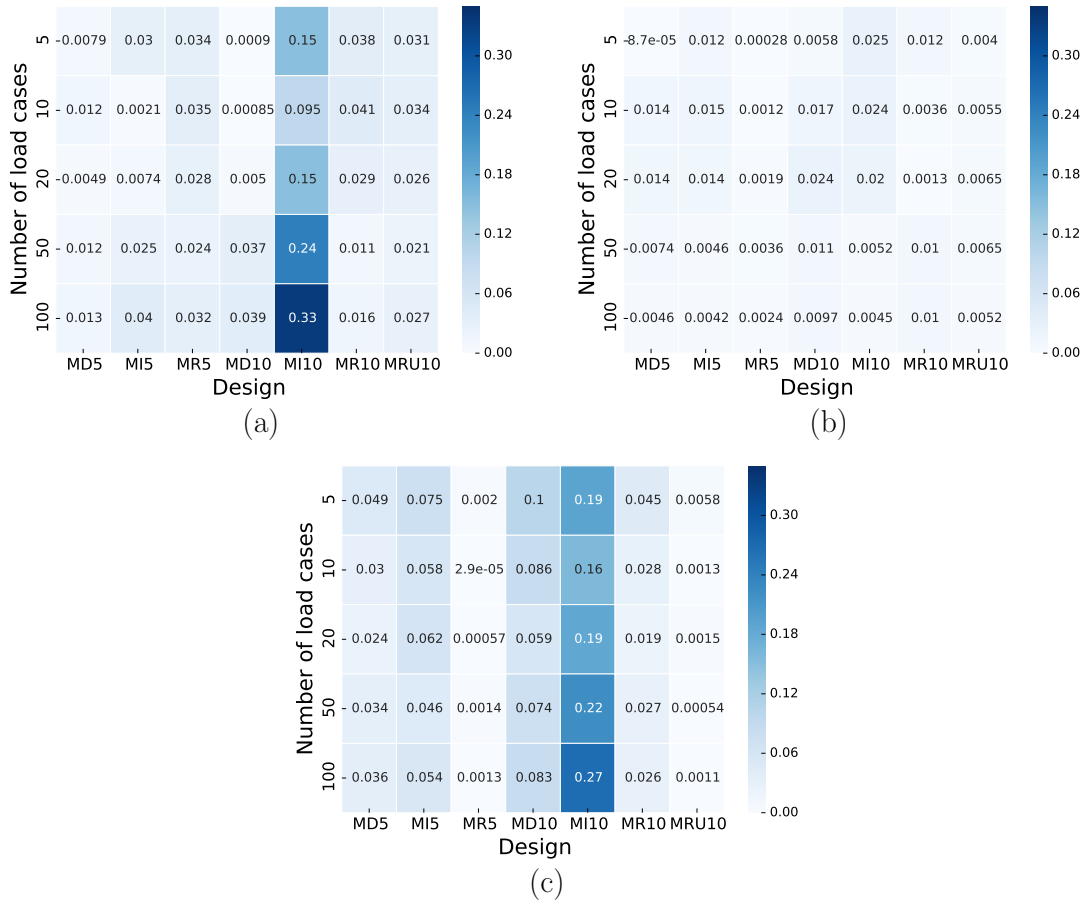 5 0.0079 0.03 0.034 0.0009 0.15 0.038 0.031
10 0.012 0.0021 0.035 0.00085 0.095 0.041 0.034
20 0.0049 0.0074 0.028 0.005 0.15 0.029 0.026
50 0.012 0.025 0.024 0.037 0.24 0.011 0.021
100 0.013 0.04 0.032 0.039 0.33 0.016 0.027
MD5 MI5 MR5 MD10 MI10 MR10 MRU10
Design
Number of load cases
0.30
0.24
0.18
0.12
0.06
0.00
(a)
5 8.7e-05 0.012 0.00028 0.0058 0.025 0.012 0.004
10 0.014 0.015 0.0012 0.017 0.024 0.0036 0.0055
20 0.014 0.014 0.0019 0.024 0.02 0.0013 0.0065
50 0.0074 0.0046 0.0036 0.011 0.0052 0.01 0.0065
100 0.0046 0.0042 0.0024 0.0097 0.0045 0.01 0.0052
MD5 MI5 MR5 MD10 MI10 MR10 MRU10
Design
Number of load cases
0.30
0.24
0.18
0.12
0.06
0.00
(b)
5 0.049 0.075 0.002 0.1 0.19 0.045 0.0058
10 0.03 0.058 2.9e-05 0.086 0.16 0.028 0.0013
20 0.024 0.062 0.00057 0.059 0.19 0.019 0.0015
50 0.034 0.046 0.0014 0.074 0.22 0.027 0.00054
100 0.036 0.054 0.0013 0.083 0.27 0.026 0.0011
MD5 MI5 MR5 MD10 MI10 MR10 MRU10
Design
Number of load cases
0.30
0.24
0.18
0.12
0.06
0.00
(c)